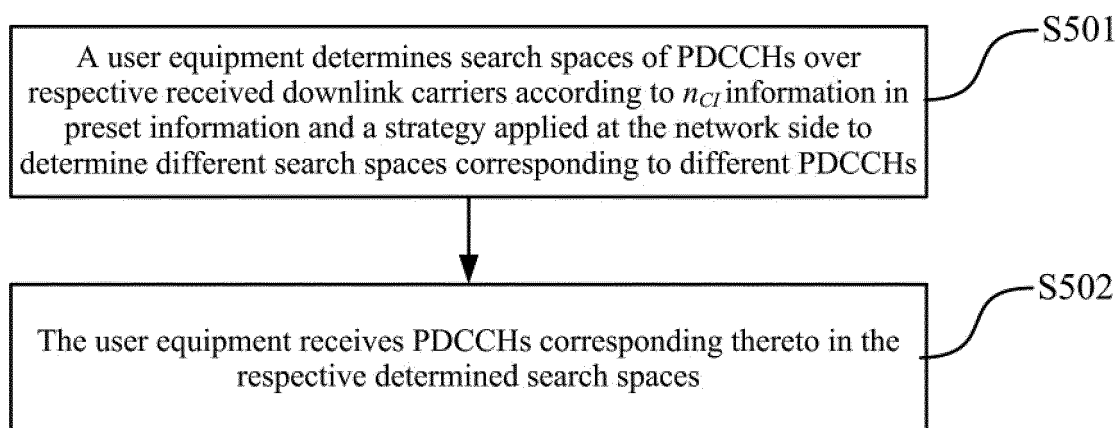 A user equipment determines search spaces of PDCCHs over
respective received downlink carriers according to nCI information in
preset information and a strategy applied at the network side to
determine different search spaces corresponding to different PDCCHs
S501
The user equipment receives PDCCHs corresponding thereto in the
respective determined search spaces
S502